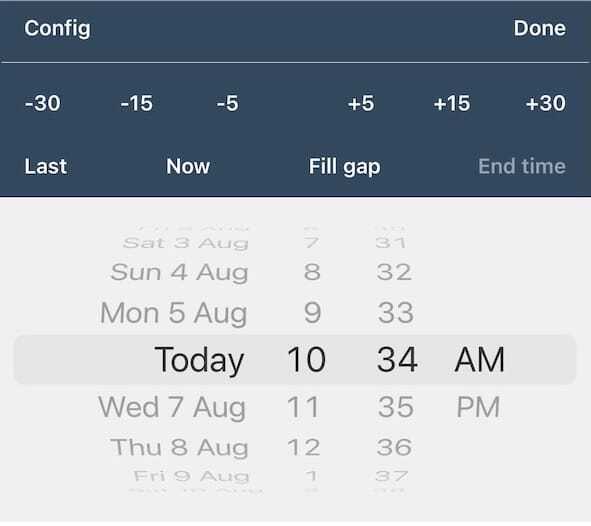 Config Done
-30 -15 -5 +5 +15 +30
Last Now Fill gap End time
Sat 3 Aug 7 31
Sun 4 Aug 8 32
Mon 5 Aug 9 33
Today 10 34 AM
Wed 7 Aug 11 35 PM
Thu 8 Aug 12 36
Fri 9 Aug 1 37